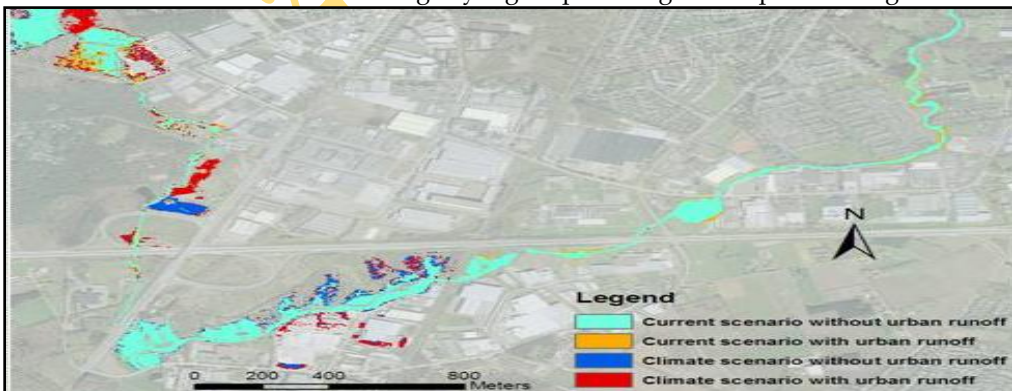 N
Legend
Current scenario without urban runoff
Current scenario with urban runoff
Climate scenario without urban runoff
Climate scenario with urban runoff
0 200 400 800
Meters